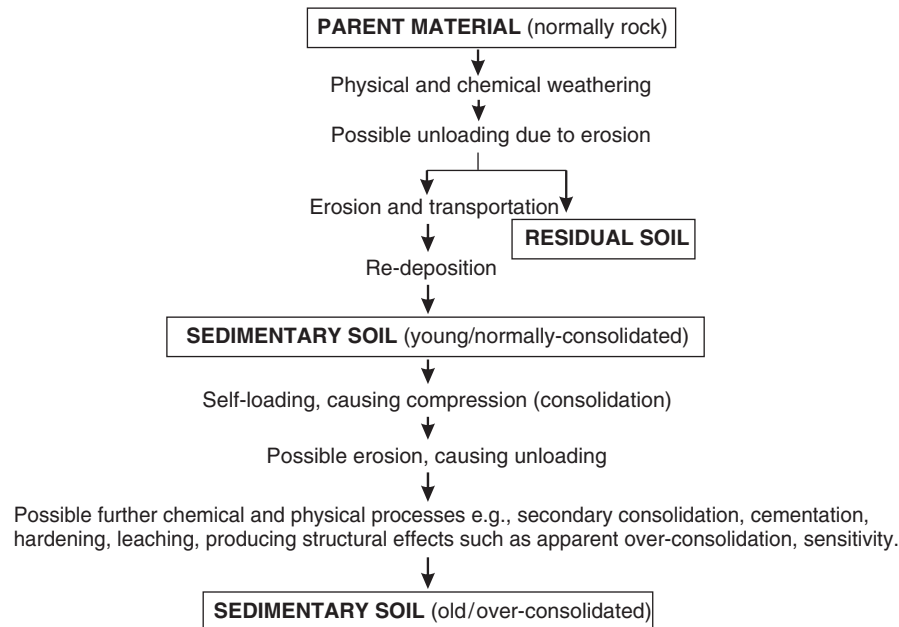 PARENT MATERIAL (normally rock)
Physical and chemical weathering
Possible unloading due to erosion
Erosion and transportation
RESIDUAL SOIL
Re-deposition
SEDIMENTARY SOIL (young/normally-consolidated)
Self-loading, causing compression (consolidation)
Possible erosion, causing unloading
Possible further chemical and physical processes e.g., secondary consolidation, cementation,
hardening, leaching, producing structural effects such as apparent over-consolidation, sensitivity.
SEDIMENTARY SOIL (old/over-consolidated)